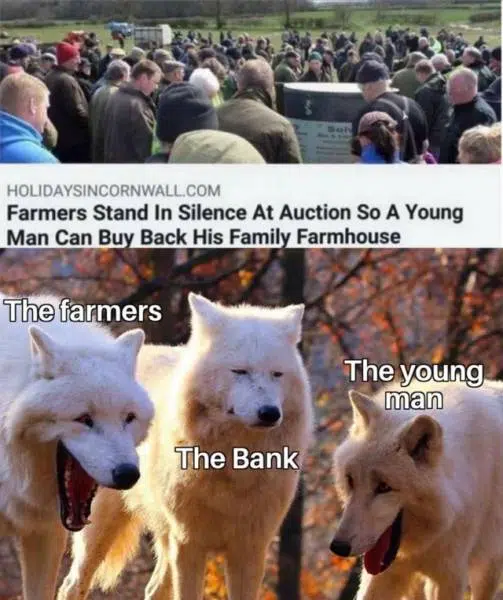 HOLIDAYSINCORNWALL.COM
Farmers Stand In Silence At Auction So A Young
Man Can Buy Back His Family Farmhouse
The farmers
The young
man
The Bank